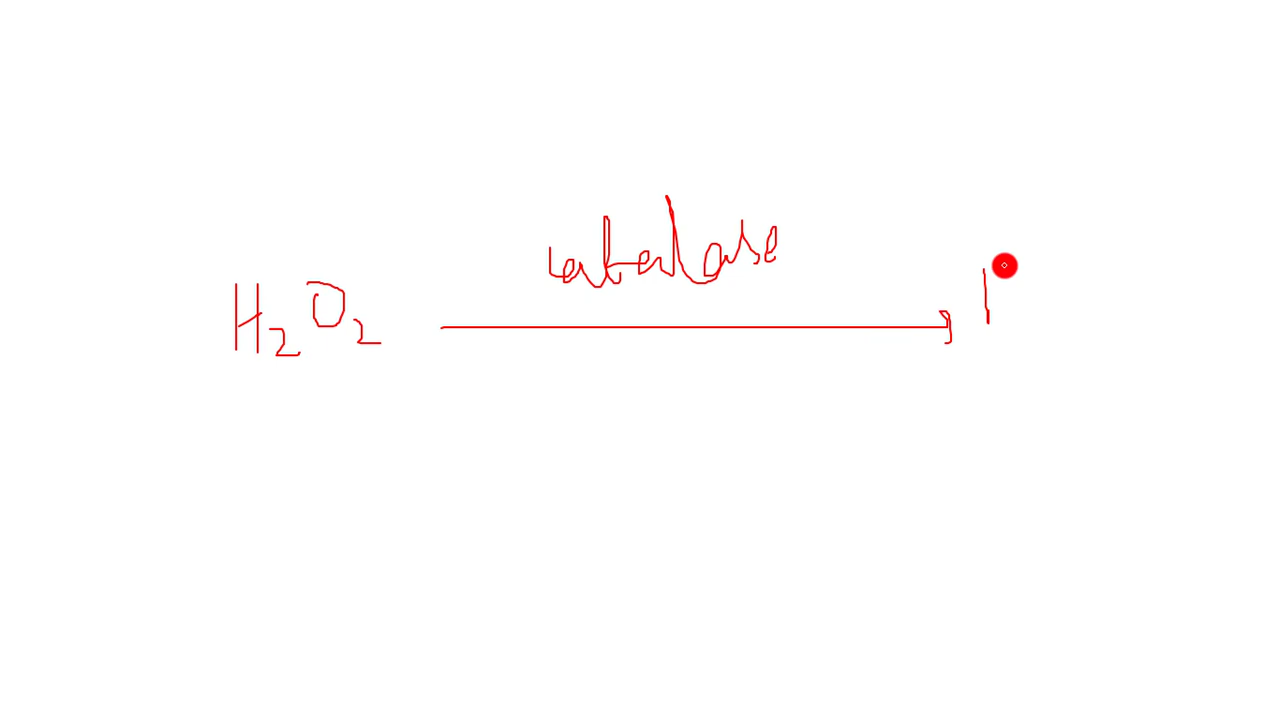 catalase
H₂O₂ →